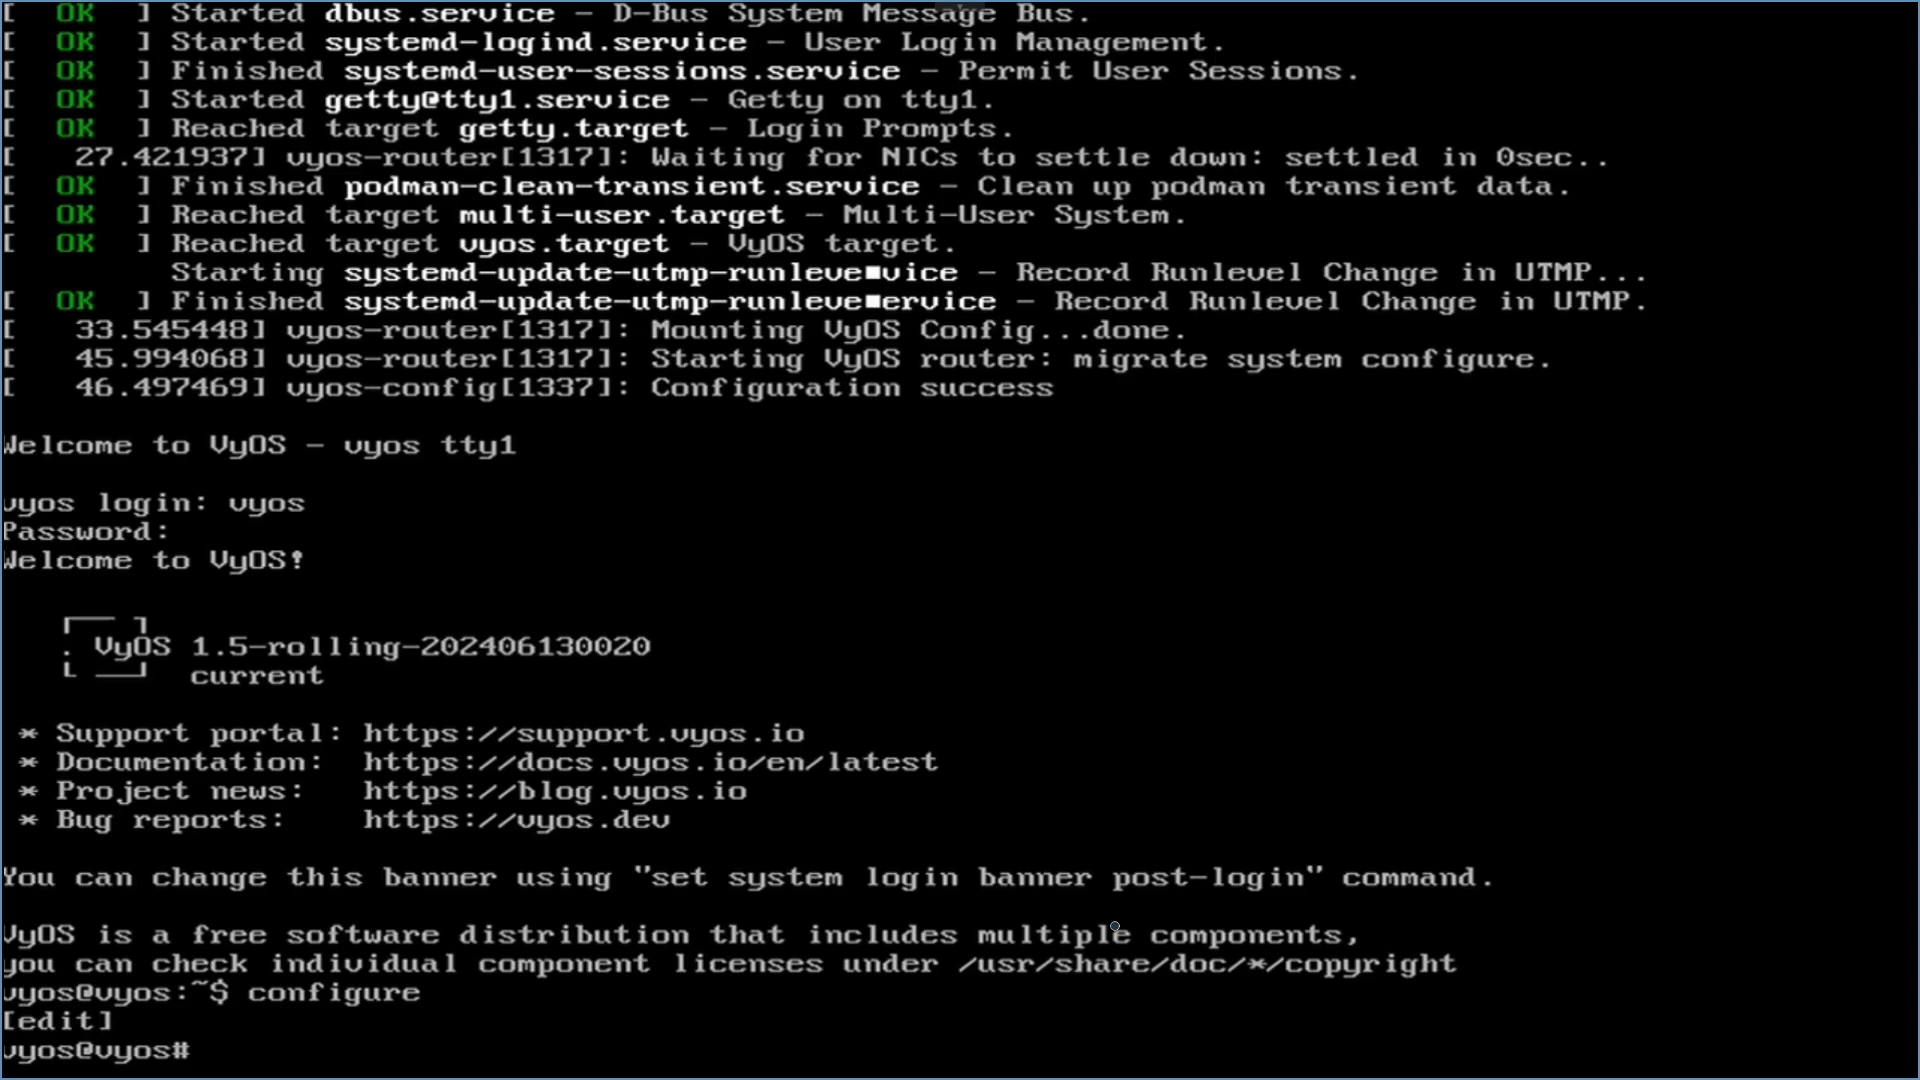 [  OK  ] Started dbus.service - D-Bus System Message Bus.
[  OK  ] Started systemd-logind.service - User Login Management.
[  OK  ] Finished systemd-user-sessions.service - Permit User Sessions.
[  OK  ] Started getty@tty1.service - Getty on tty1.
[  OK  ] Reached target getty.target - Login Prompts.
[   27.421937] vyos-router[1317]: Waiting for NICs to settle down: settled in 0sec..
[  OK  ] Finished podman-clean-transient.service - Clean up podman transient data.
[  OK  ] Reached target multi-user.target - Multi-User System.
[  OK  ] Reached target vyos.target - VyOS target.
         Starting systemd-update-utmp-runleve■vice - Record Runlevel Change in UTMP...
[  OK  ] Finished systemd-update-utmp-runleve■ervice - Record Runlevel Change in UTMP.
[   33.545448] vyos-router[1317]: Mounting VyOS Config...done.
[   45.994068] vyos-router[1317]: Starting VyOS router: migrate system configure.
[   46.497469] vyos-config[1337]: Configuration success
Welcome to VyOS - vyos tty1
vyos login: vyos
Password:
Welcome to VyOS!
. VyOS 1.5-rolling-202406130020
current
* Support portal: https://support.vyos.io
* Documentation:  https://docs.vyos.io/en/latest
* Project news:   https://blog.vyos.io
* Bug reports:    https://vyos.dev
You can change this banner using "set system login banner post-login" command.
VyOS is a free software distribution that includes multiple components,
you can check individual component licenses under /usr/share/doc/*/copyright
vyos@vyos:~$ configure
[edit]
vyos@vyos#